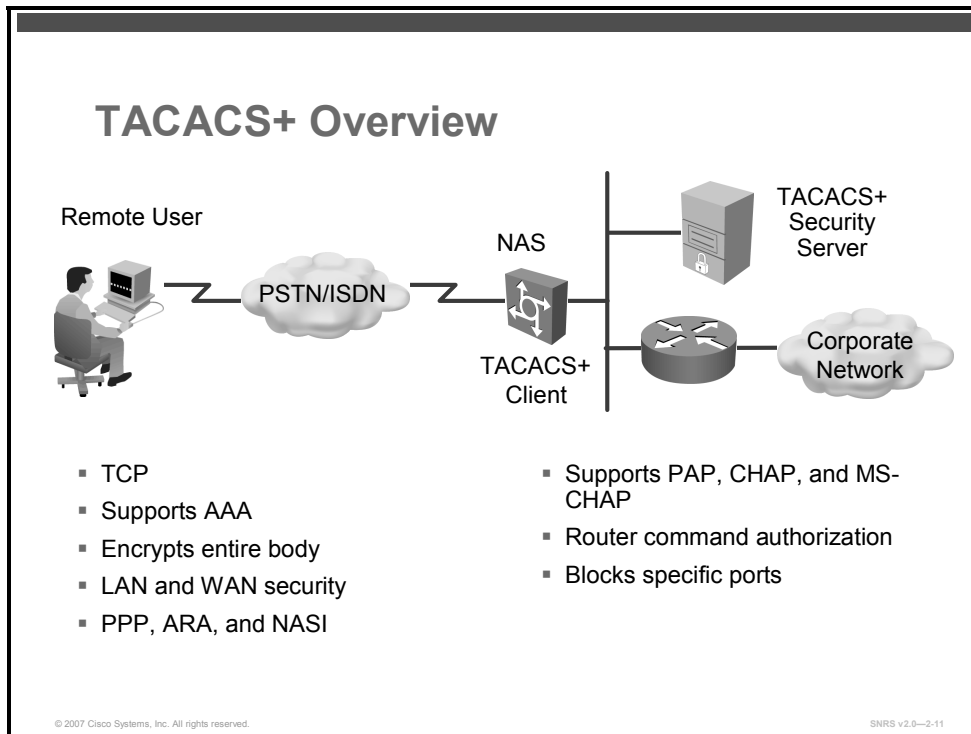 TACACS+ Overview
Remote User
PSTN/ISDN
NAS
TACACS+
Client
TACACS+
Security
Server
Corporate
Network
▪ TCP
▪ Supports AAA
▪ Encrypts entire body
▪ LAN and WAN security
▪ PPP, ARA, and NASI
▪ Supports PAP, CHAP, and MS-
CHAP
▪ Router command authorization
▪ Blocks specific ports
© 2007 Cisco Systems, Inc. All rights reserved.
SNRS v2.0—2-11